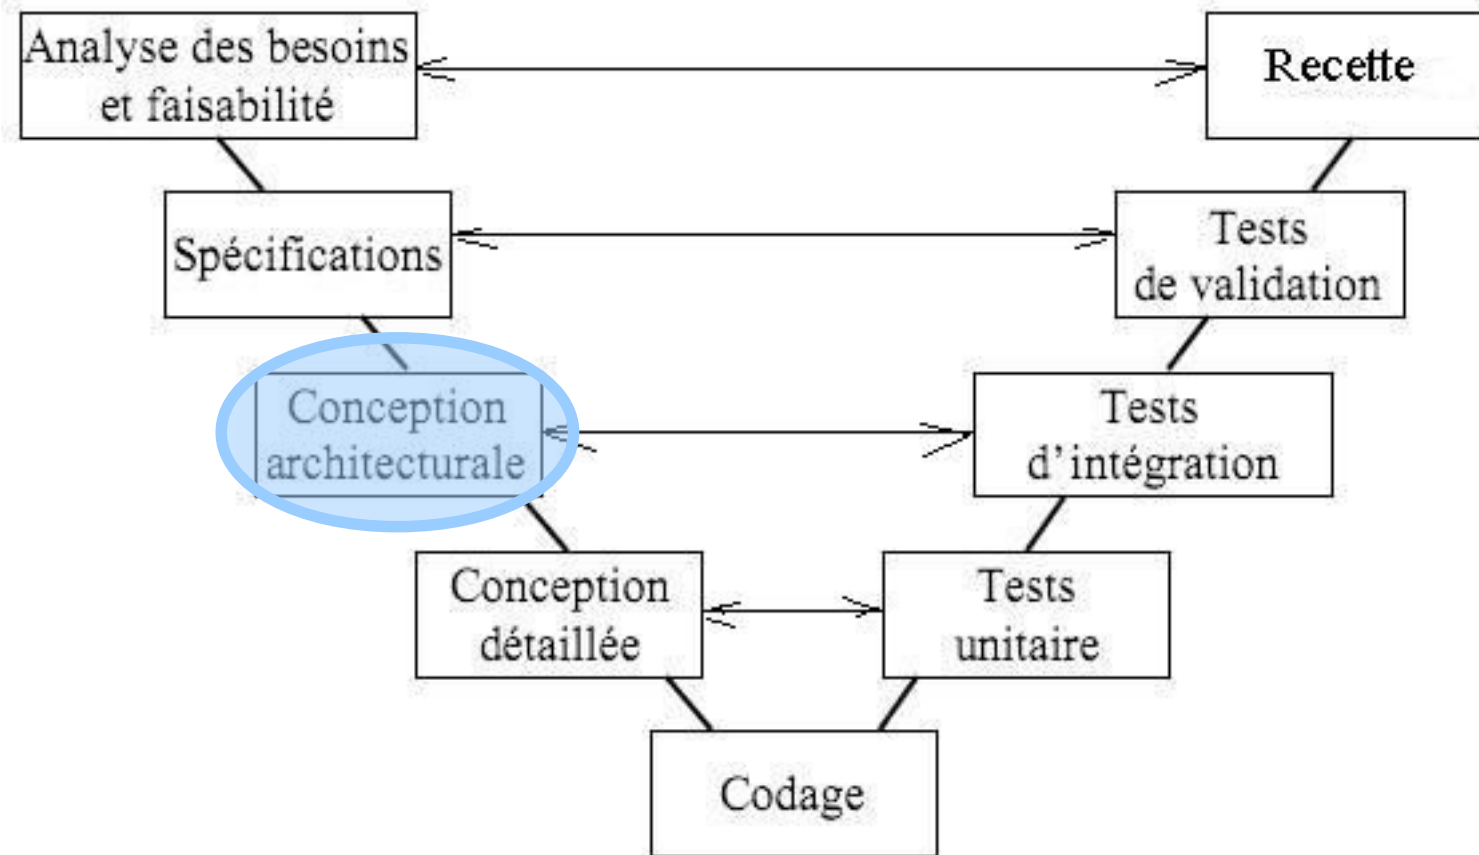 Analyse des besoins
et faisabilité
Recette
Spécifications
Tests
de validation
Conception
architecturale
Tests
d'intégration
Conception
détaillée
Tests
unitaire
Codage